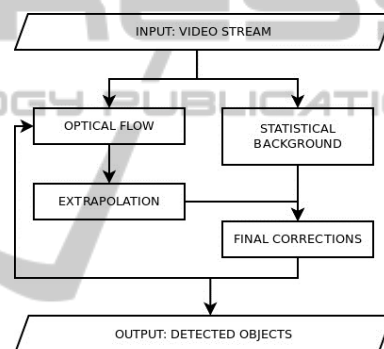 INPUT: VIDEO STREAM
OPTICAL FLOW
STATISTICAL
BACKGROUND
EXTRAPOLATION
FINAL CORRECTIONS
OUTPUT: DETECTED OBJECTS